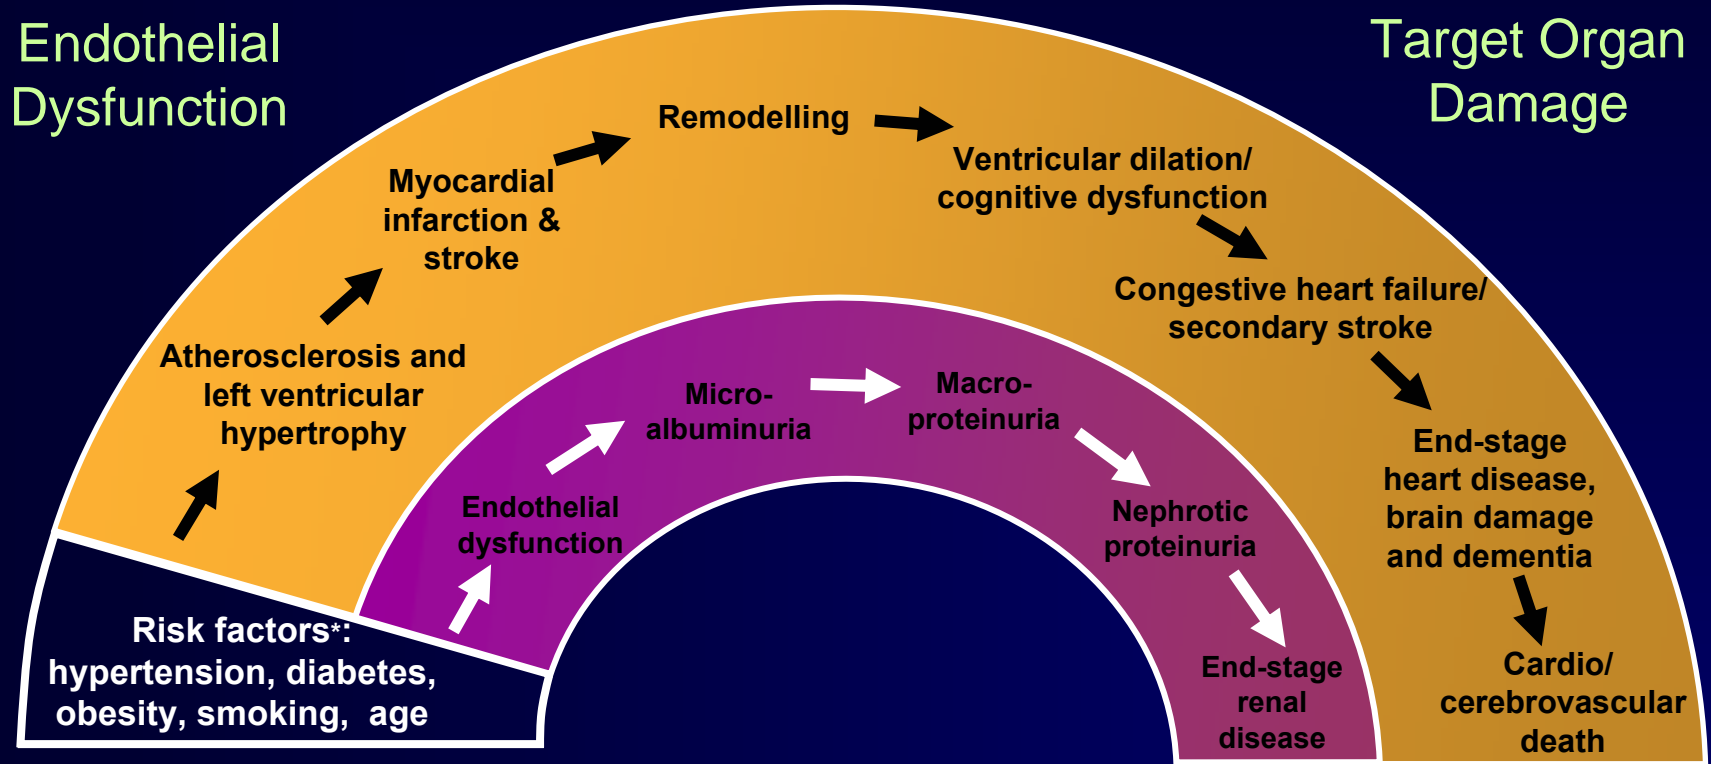 Endothelial
Dysfunction
Target Organ
Damage
Risk factors*:
hypertension, diabetes,
obesity, smoking,  age
Atherosclerosis and
left ventricular
hypertrophy
Myocardial
infarction &
stroke
Remodelling
Ventricular dilation/
cognitive dysfunction
Congestive heart failure/
secondary stroke
End-stage
heart disease,
brain damage
and dementia
Cardio/
cerebrovascular
death
Endothelial
dysfunction
Micro-
albuminuria
Macro-
proteinuria
Nephrotic
proteinuria
End-stage
renal
disease